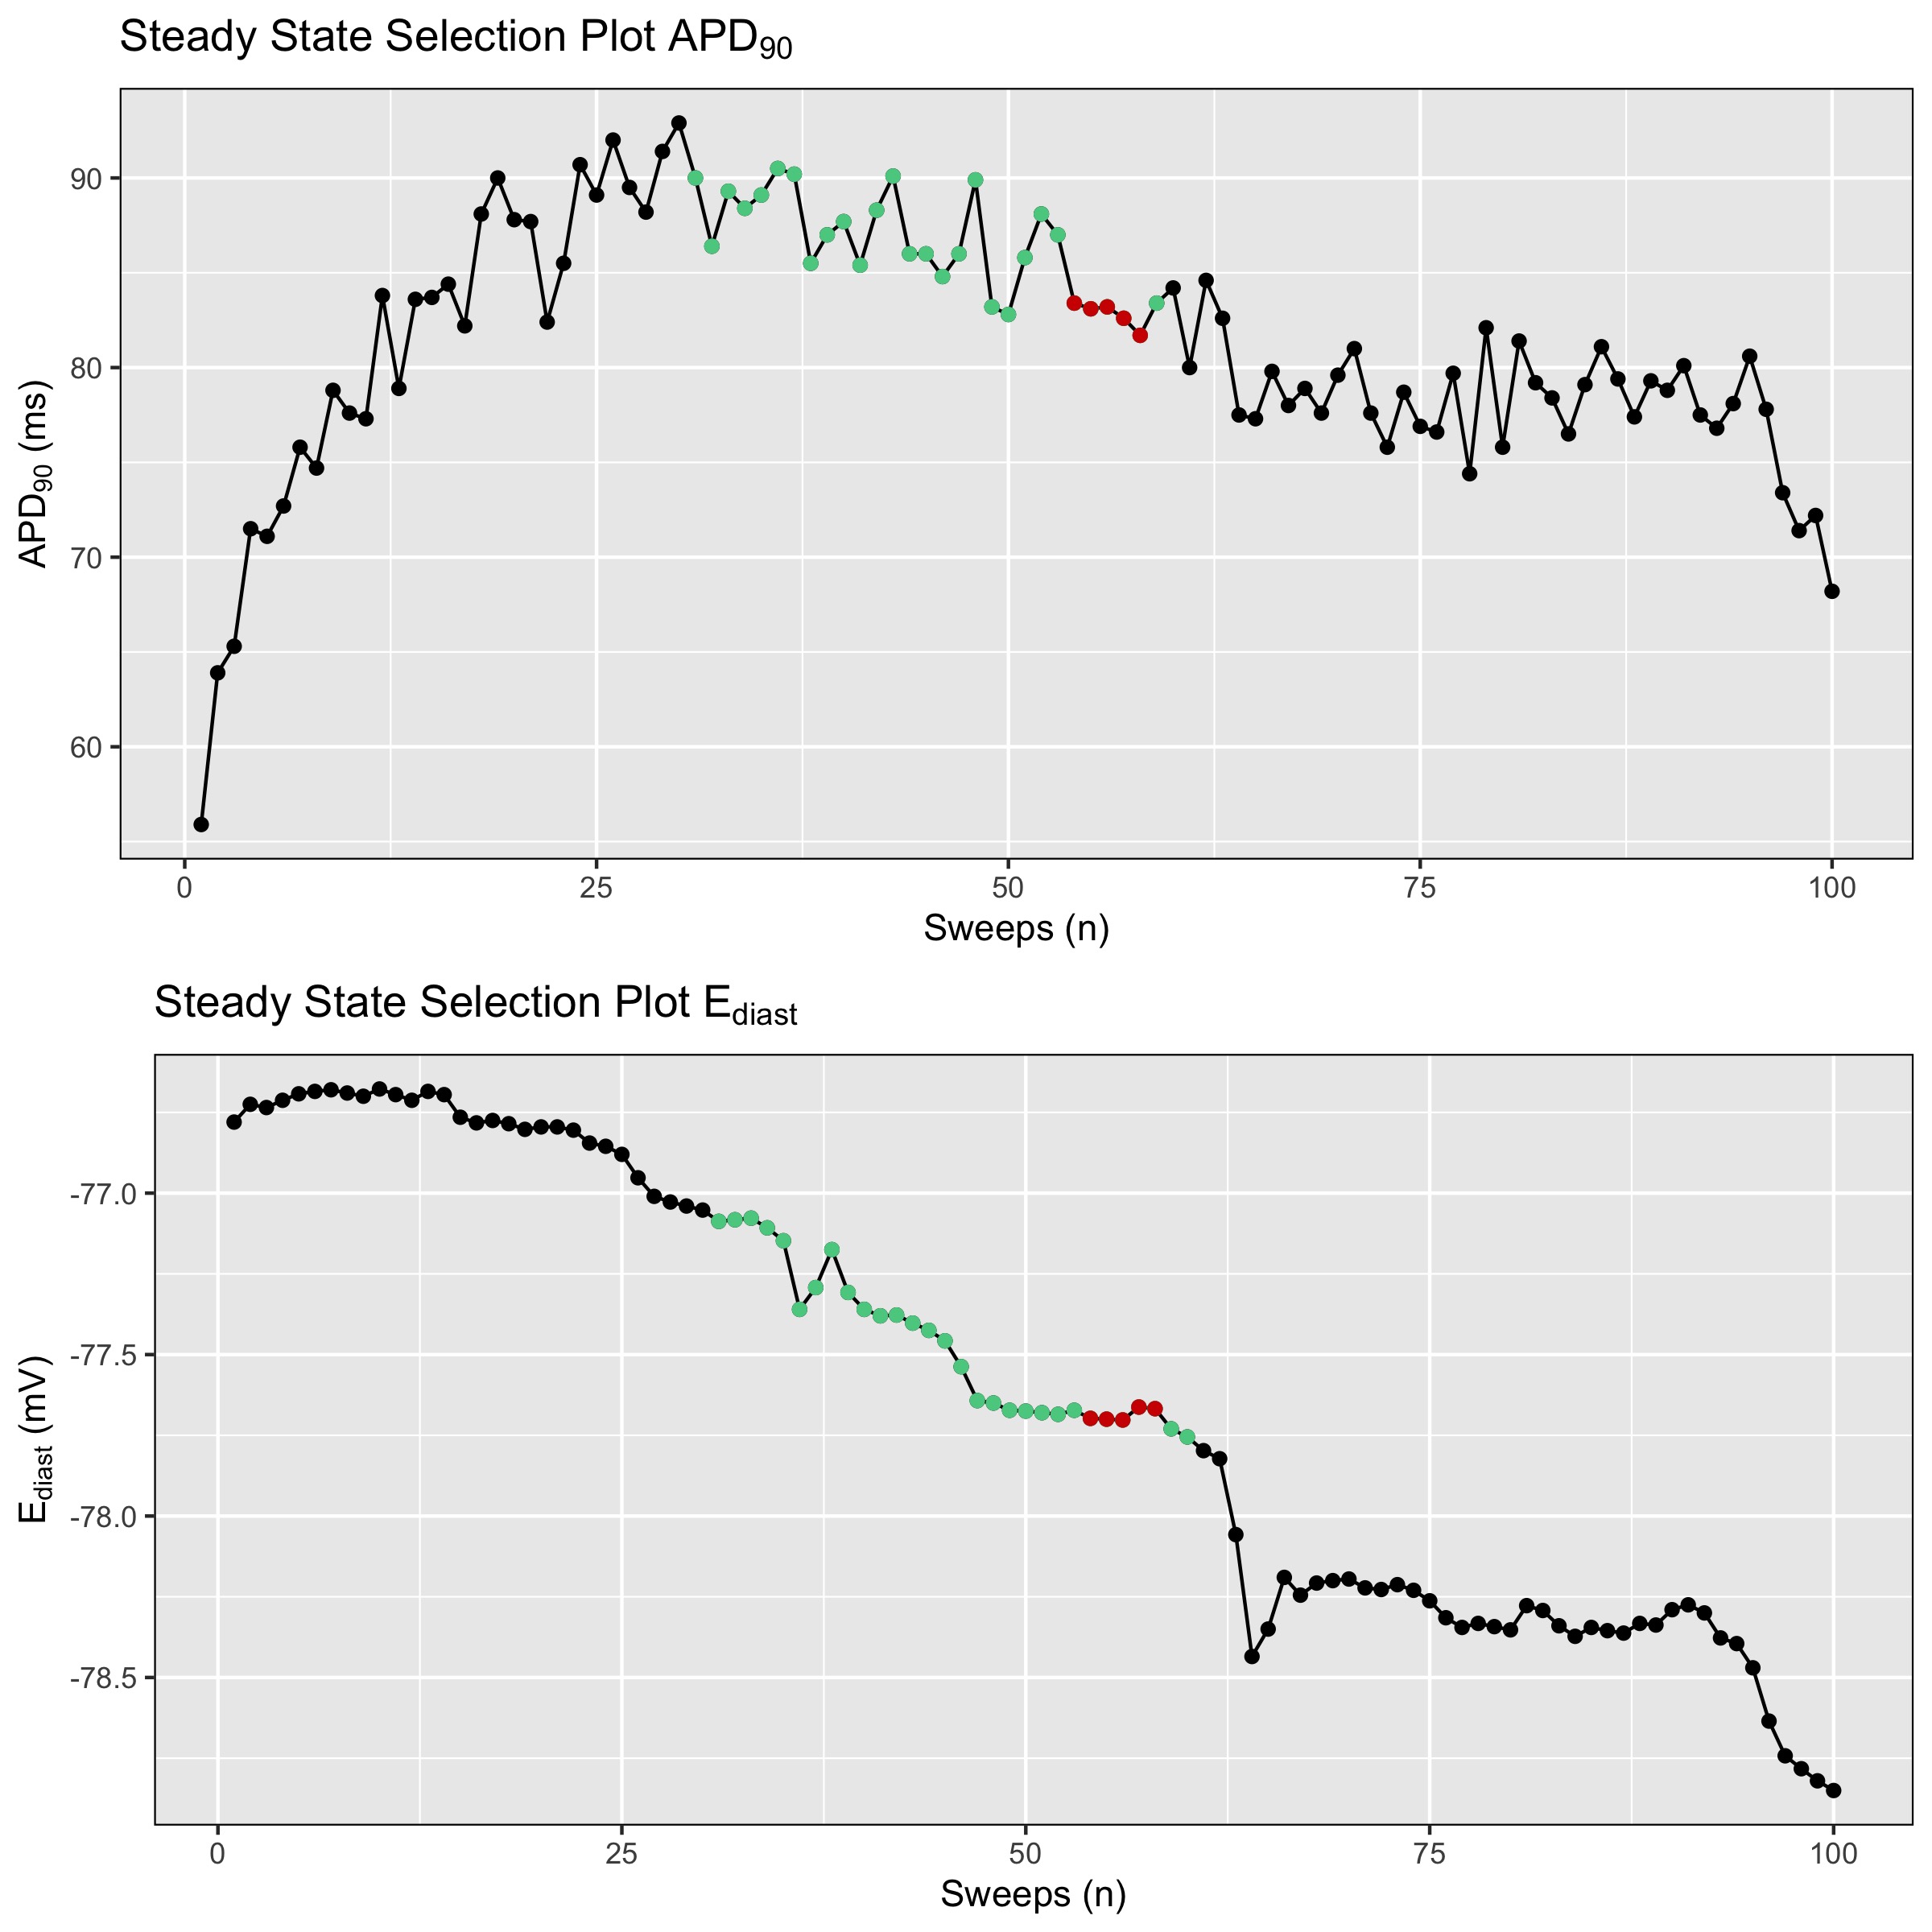 Steady State Selection Plot APD90
90
80
70
60
APD90 (ms)
0 25 50 75 100
Sweeps (n)
Steady State Selection Plot Ediast
-77.0
-77.5
-78.0
-78.5
Ediast (mV)
0 25 50 75 100
Sweeps (n)